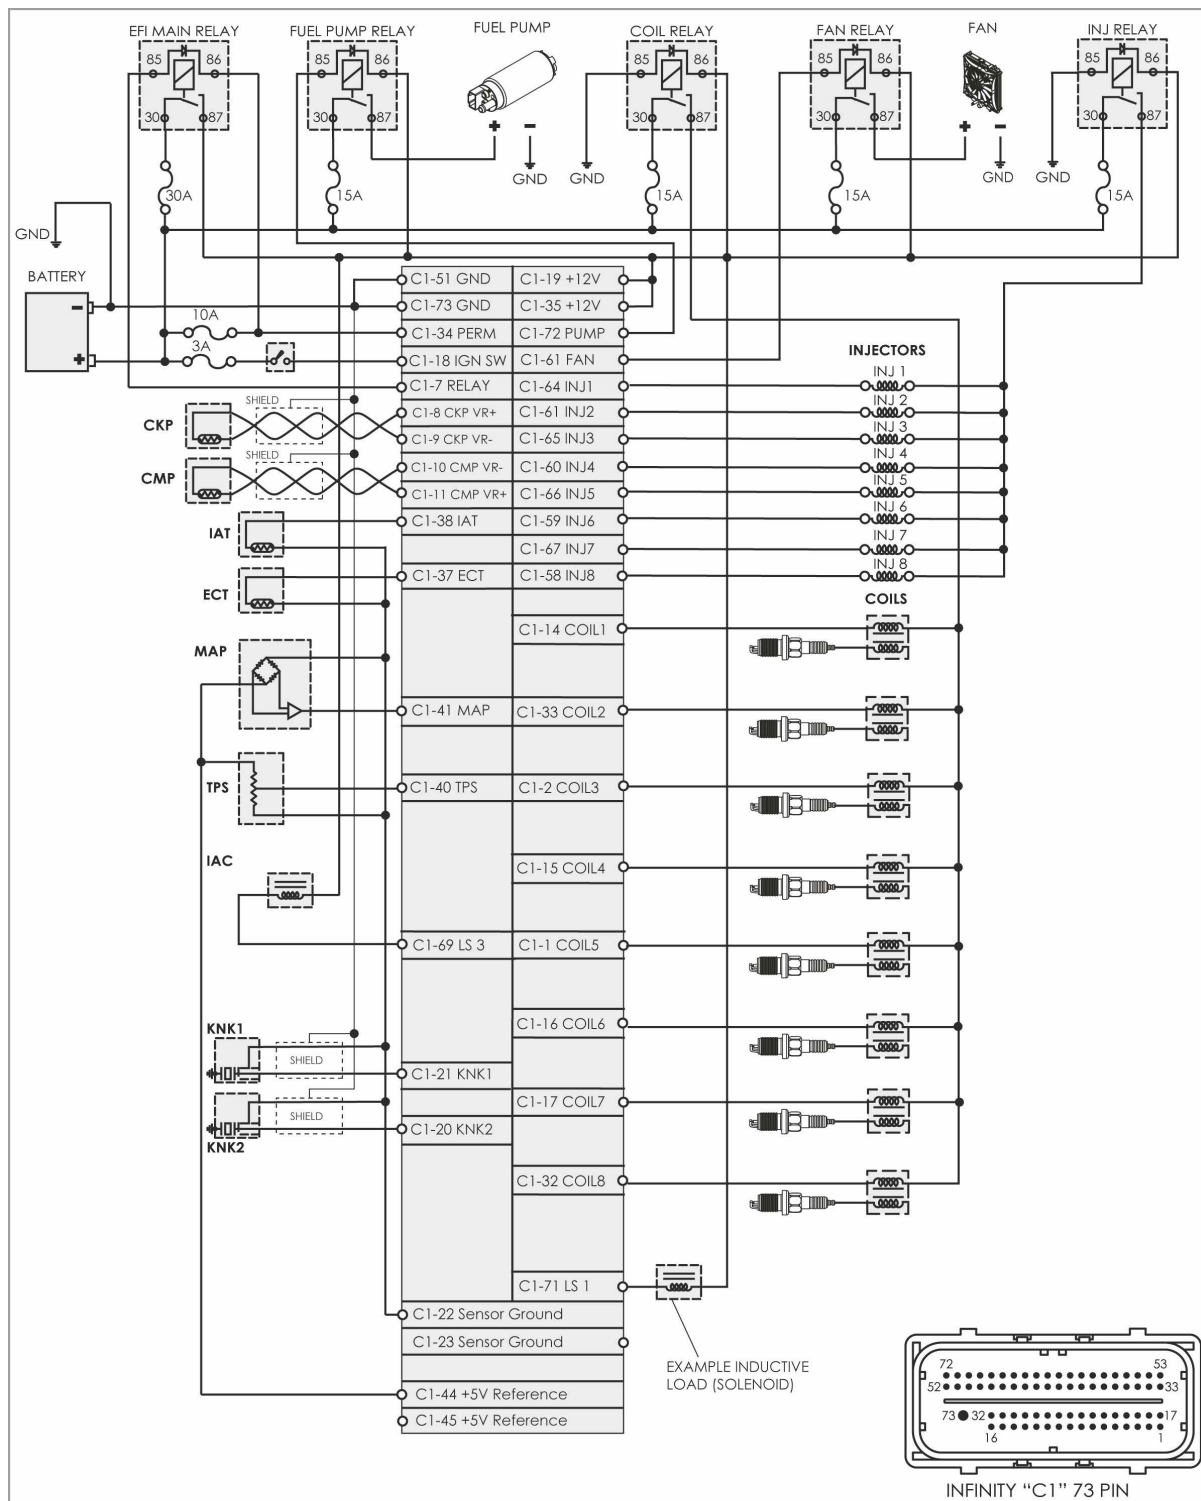 EFI MAIN RELAY
FUEL PUMP RELAY
FUEL PUMP
COIL RELAY
FAN RELAY
FAN
INJ RELAY
85 86
85 86
85 86
85 86
85 86
30 87
30 87
30 87
30 87
30 87
+ -
+ -
GND
GND
GND
GND
30A
15A
15A
15A
15A
GND
BATTERY
-
+
10A
3A
C1-51 GND
C1-19 +12V
C1-73 GND
C1-35 +12V
C1-34 PERM
C1-72 PUMP
C1-18 IGN SW
C1-61 FAN
C1-7 RELAY
C1-64 INJ1
C1-8 CKP VR+
C1-61 INJ2
C1-9 CKP VR-
C1-65 INJ3
C1-10 CMP VR-
C1-60 INJ4
C1-11 CMP VR+
C1-66 INJ5
C1-38 IAT
C1-59 INJ6
C1-67 INJ7
C1-37 ECT
C1-58 INJ8
C1-14 COIL1
C1-41 MAP
C1-33 COIL2
C1-40 TPS
C1-2 COIL3
C1-15 COIL4
C1-69 LS 3
C1-1 COIL5
C1-16 COIL6
C1-21 KNK1
C1-17 COIL7
C1-20 KNK2
C1-32 COIL8
C1-71 LS 1
C1-22 Sensor Ground
C1-23 Sensor Ground
C1-44 +5V Reference
C1-45 +5V Reference
SHIELD
CKP
SHIELD
CMP
IAT
ECT
MAP
TPS
IAC
KNK1
SHIELD
SHIELD
KNK2
INJECTORS
INJ 1
INJ 2
INJ 3
INJ 4
INJ 5
INJ 6
INJ 7
INJ 8
COILS
EXAMPLE INDUCTIVE
LOAD (SOLENOID)
72 53
52 33
73 32 17
16 1
INFINITY “C1” 73 PIN